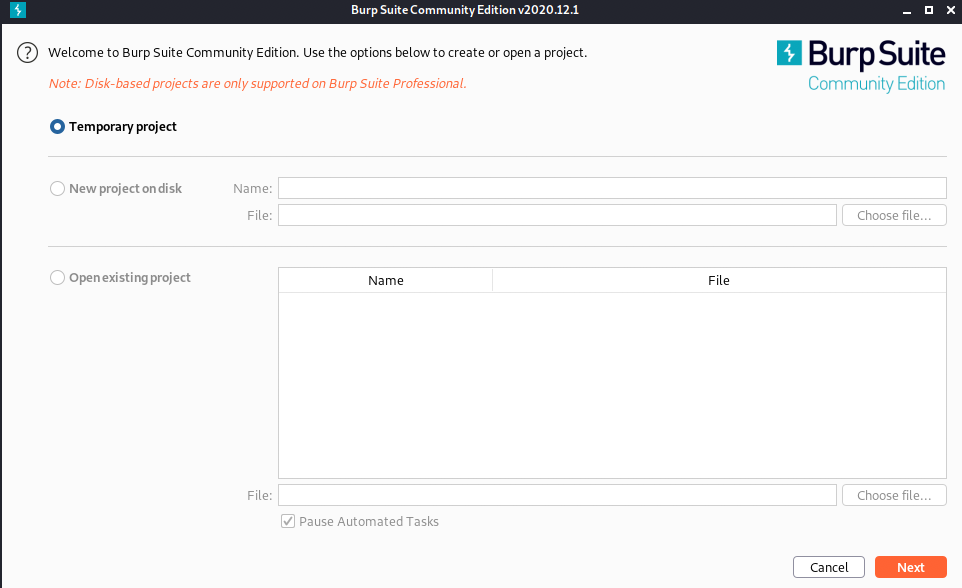 Burp Suite Community Edition v2020.12.1
Welcome to Burp Suite Community Edition. Use the options below to create or open a project.
Note: Disk-based projects are only supported on Burp Suite Professional.
Burp Suite
Community Edition
Temporary project
New project on disk
Name:
File:
Choose file...
Open existing project
Name File
File:
Choose file...
Pause Automated Tasks
Cancel
Next